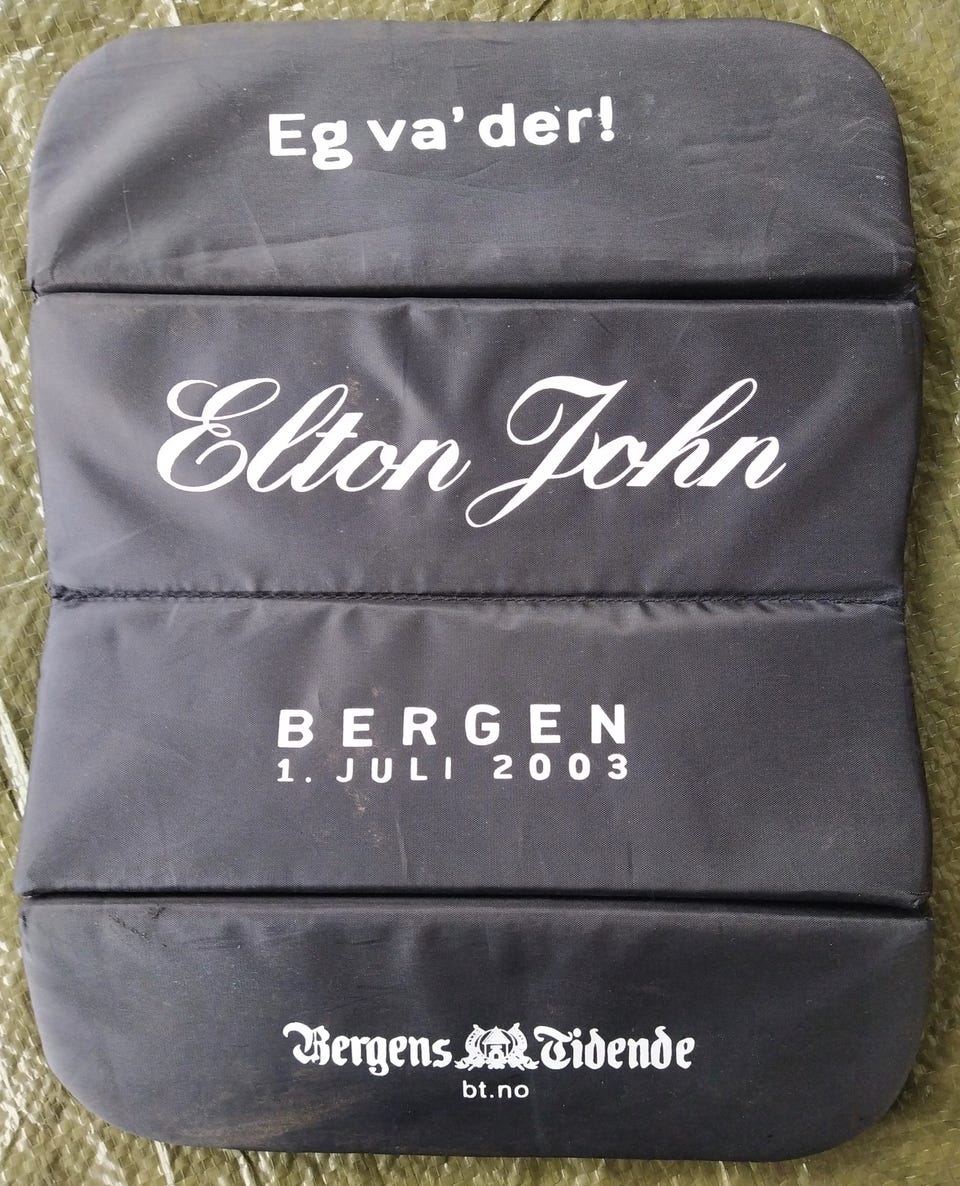 Eg va' der!
Elton John
BERGEN
1. JULI 2003
Bergens Tidende
bt.no